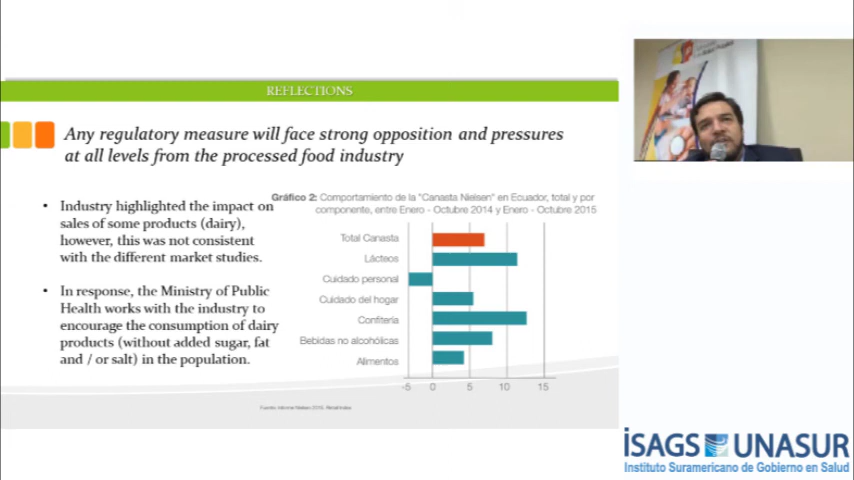 REFLECTIONS
Any regulatory measure will face strong opposition and pressures
at all levels from the processed food industry
• Industry highlighted the impact on
sales of some products (dairy),
however, this was not consistent
with the different market studies.
• In response, the Ministry of Public
Health works with the industry to
encourage the consumption of dairy
products (without added sugar, fat
and / or salt) in the population.
Gráfico 2: Comportamiento de la "Canasta Nielsen" en Ecuador, total y por
componente, entre Enero - Octubre 2014 y Enero - Octubre 2015
Total Canasta
Lácteos
Cuidado personal
Cuidado del hogar
Confitería
Bebidas no alcohólicas
Alimentos
-5 0 5 10 15
iSAGS UNASUR
Instituto Suramericano de Gobierno en Salud